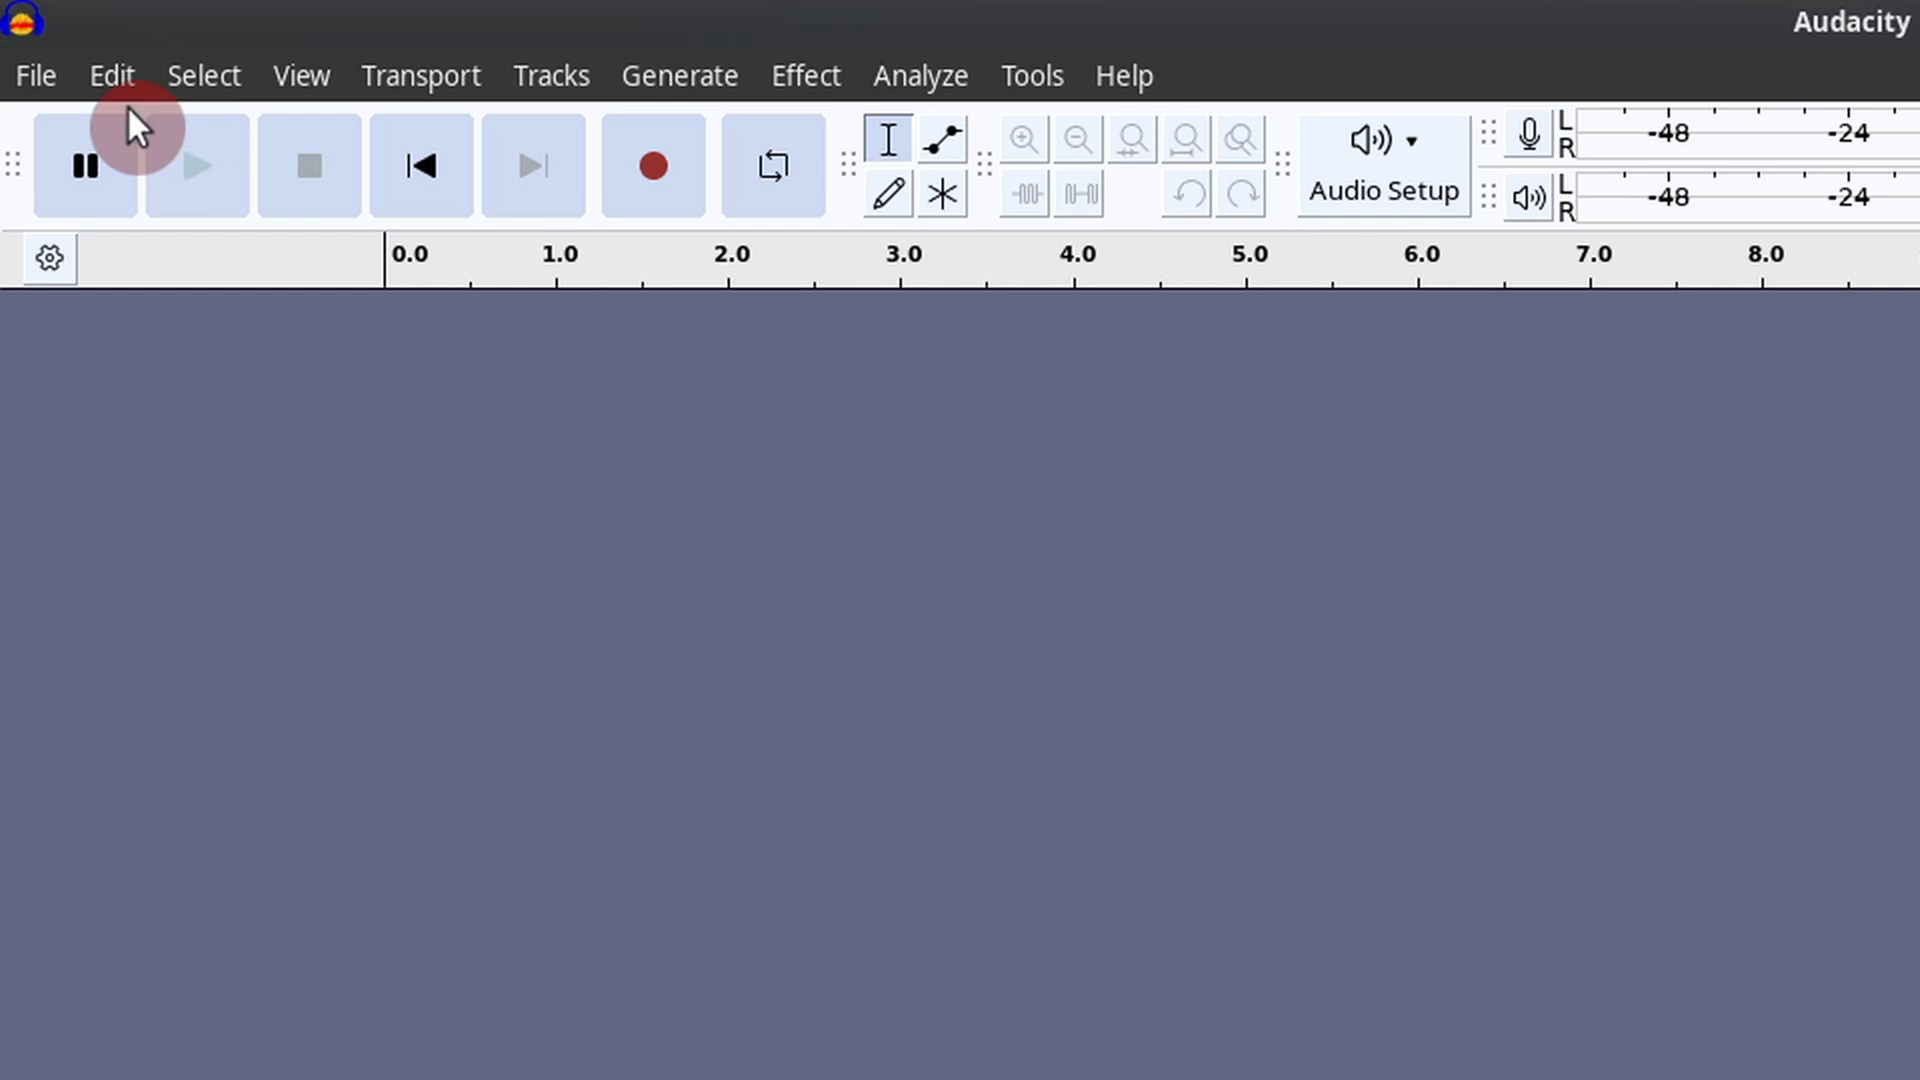 Audacity
File Edit Select View Transport Tracks Generate Effect Analyze Tools Help
L -48 -24
R
Audio Setup
L -48 -24
R
0.0 1.0 2.0 3.0 4.0 5.0 6.0 7.0 8.0